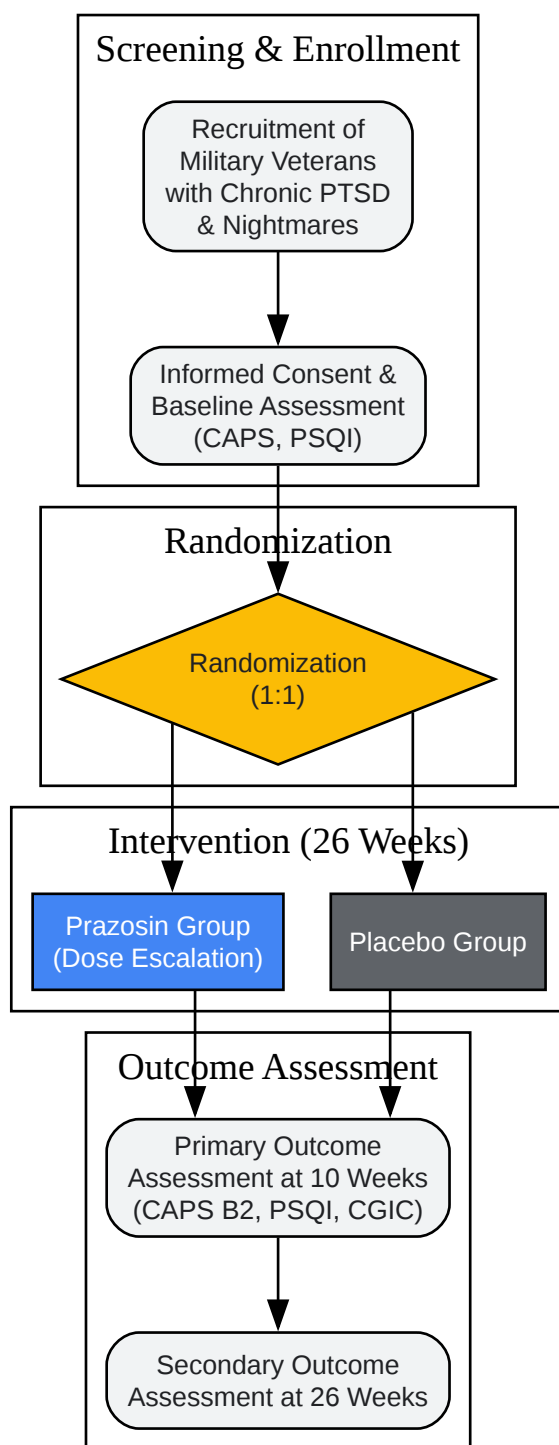 Screening & Enrollment
Recruitment of
Military Veterans
with Chronic PTSD
& Nightmares
Informed Consent &
Baseline Assessment
(CAPS, PSQI)
Randomization
Randomization
(1:1)
Intervention (26 Weeks)
Prazosin Group
(Dose Escalation)
Placebo Group
Outcome Assessment
Primary Outcome
Assessment at 10 Weeks
(CAPS B2, PSQI, CGIC)
Secondary Outcome
Assessment at 26 Weeks